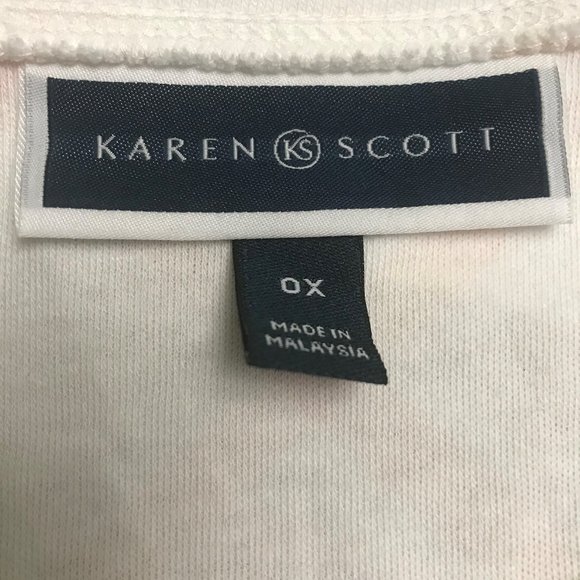 KAREN KS SCOTT
0X
MADE IN
MALAYSIA